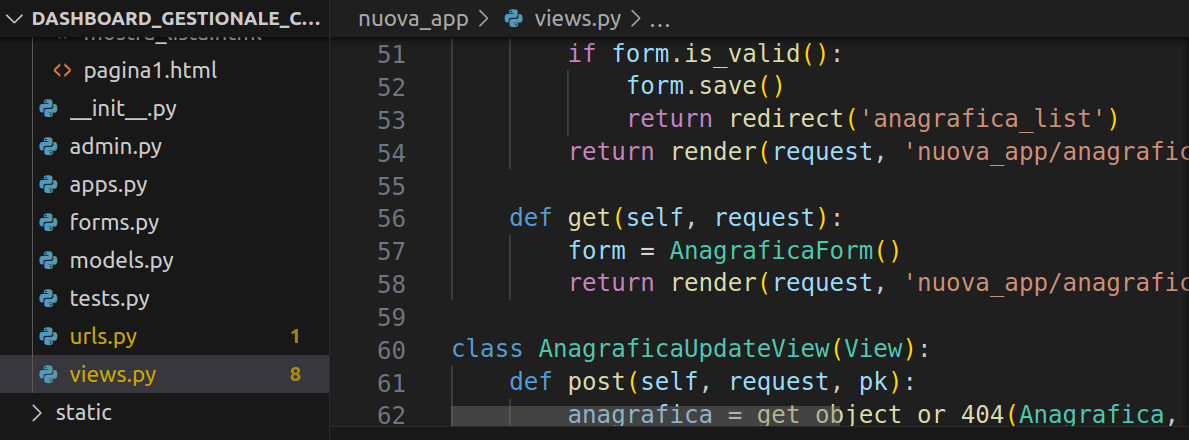 DASHBOARD_GESTIONALE_C...
mostra_lista.html
<> pagina1.html
__init__.py
admin.py
apps.py
forms.py
models.py
tests.py
urls.py 1
views.py 8
static
nuova_app > views.py > ...
51 if form.is_valid():
52 form.save()
53 return redirect('anagrafica_list')
54 return render(request, 'nuova_app/anagrafic
55
56 def get(self, request):
57 form = AnagraficaForm()
58 return render(request, 'nuova_app/anagrafic
59
60 class AnagraficaUpdateView(View):
61 def post(self, request, pk):
62 anagrafica = get_object_or_404(Anagrafica,